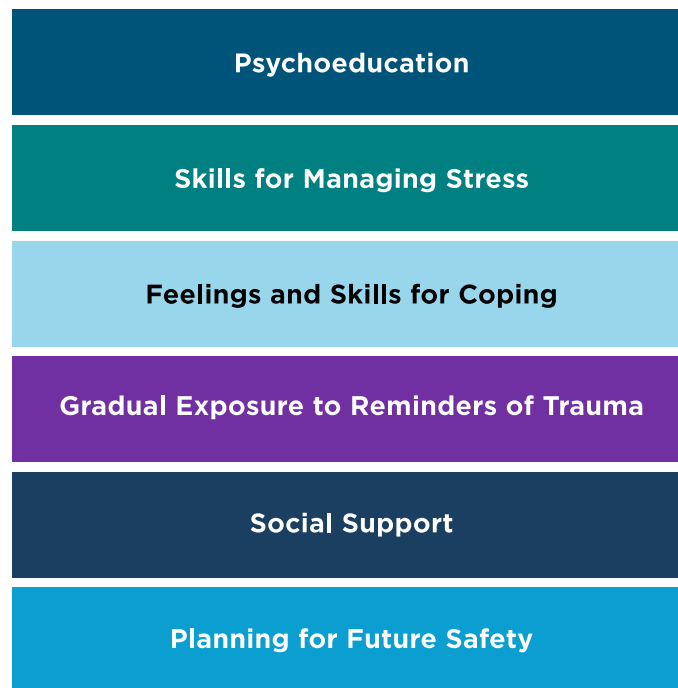 Psychoeducation
Skills for Managing Stress
Feelings and Skills for Coping
Gradual Exposure to Reminders of Trauma
Social Support
Planning for Future Safety